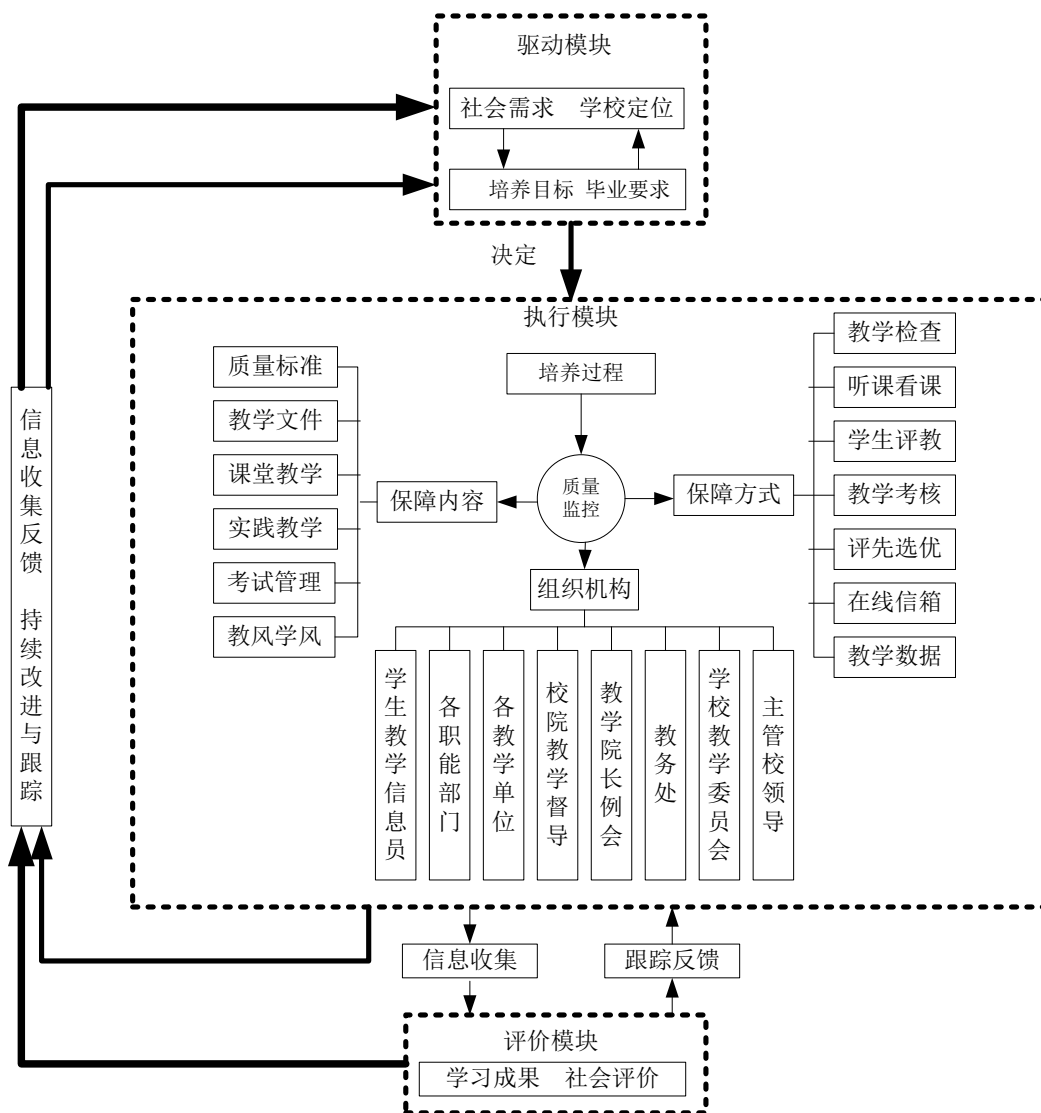 驱动模块
社会需求 学校定位
培养目标 毕业要求
决定
执行模块
培养过程
质量标准
教学文件
课堂教学
实践教学
考试管理
教风学风
保障内容
质量
监控
保障方式
教学检查
听课看课
学生评教
教学考核
评先选优
在线信箱
教学数据
组织机构
学生教学信息员
各职能部门
各教学单位
校院教学督导
教学院长例会
教务处
学校教学委员会
主管校领导
信息收集反馈 持续改进与跟踪
信息收集
跟踪反馈
评价模块
学习成果 社会评价